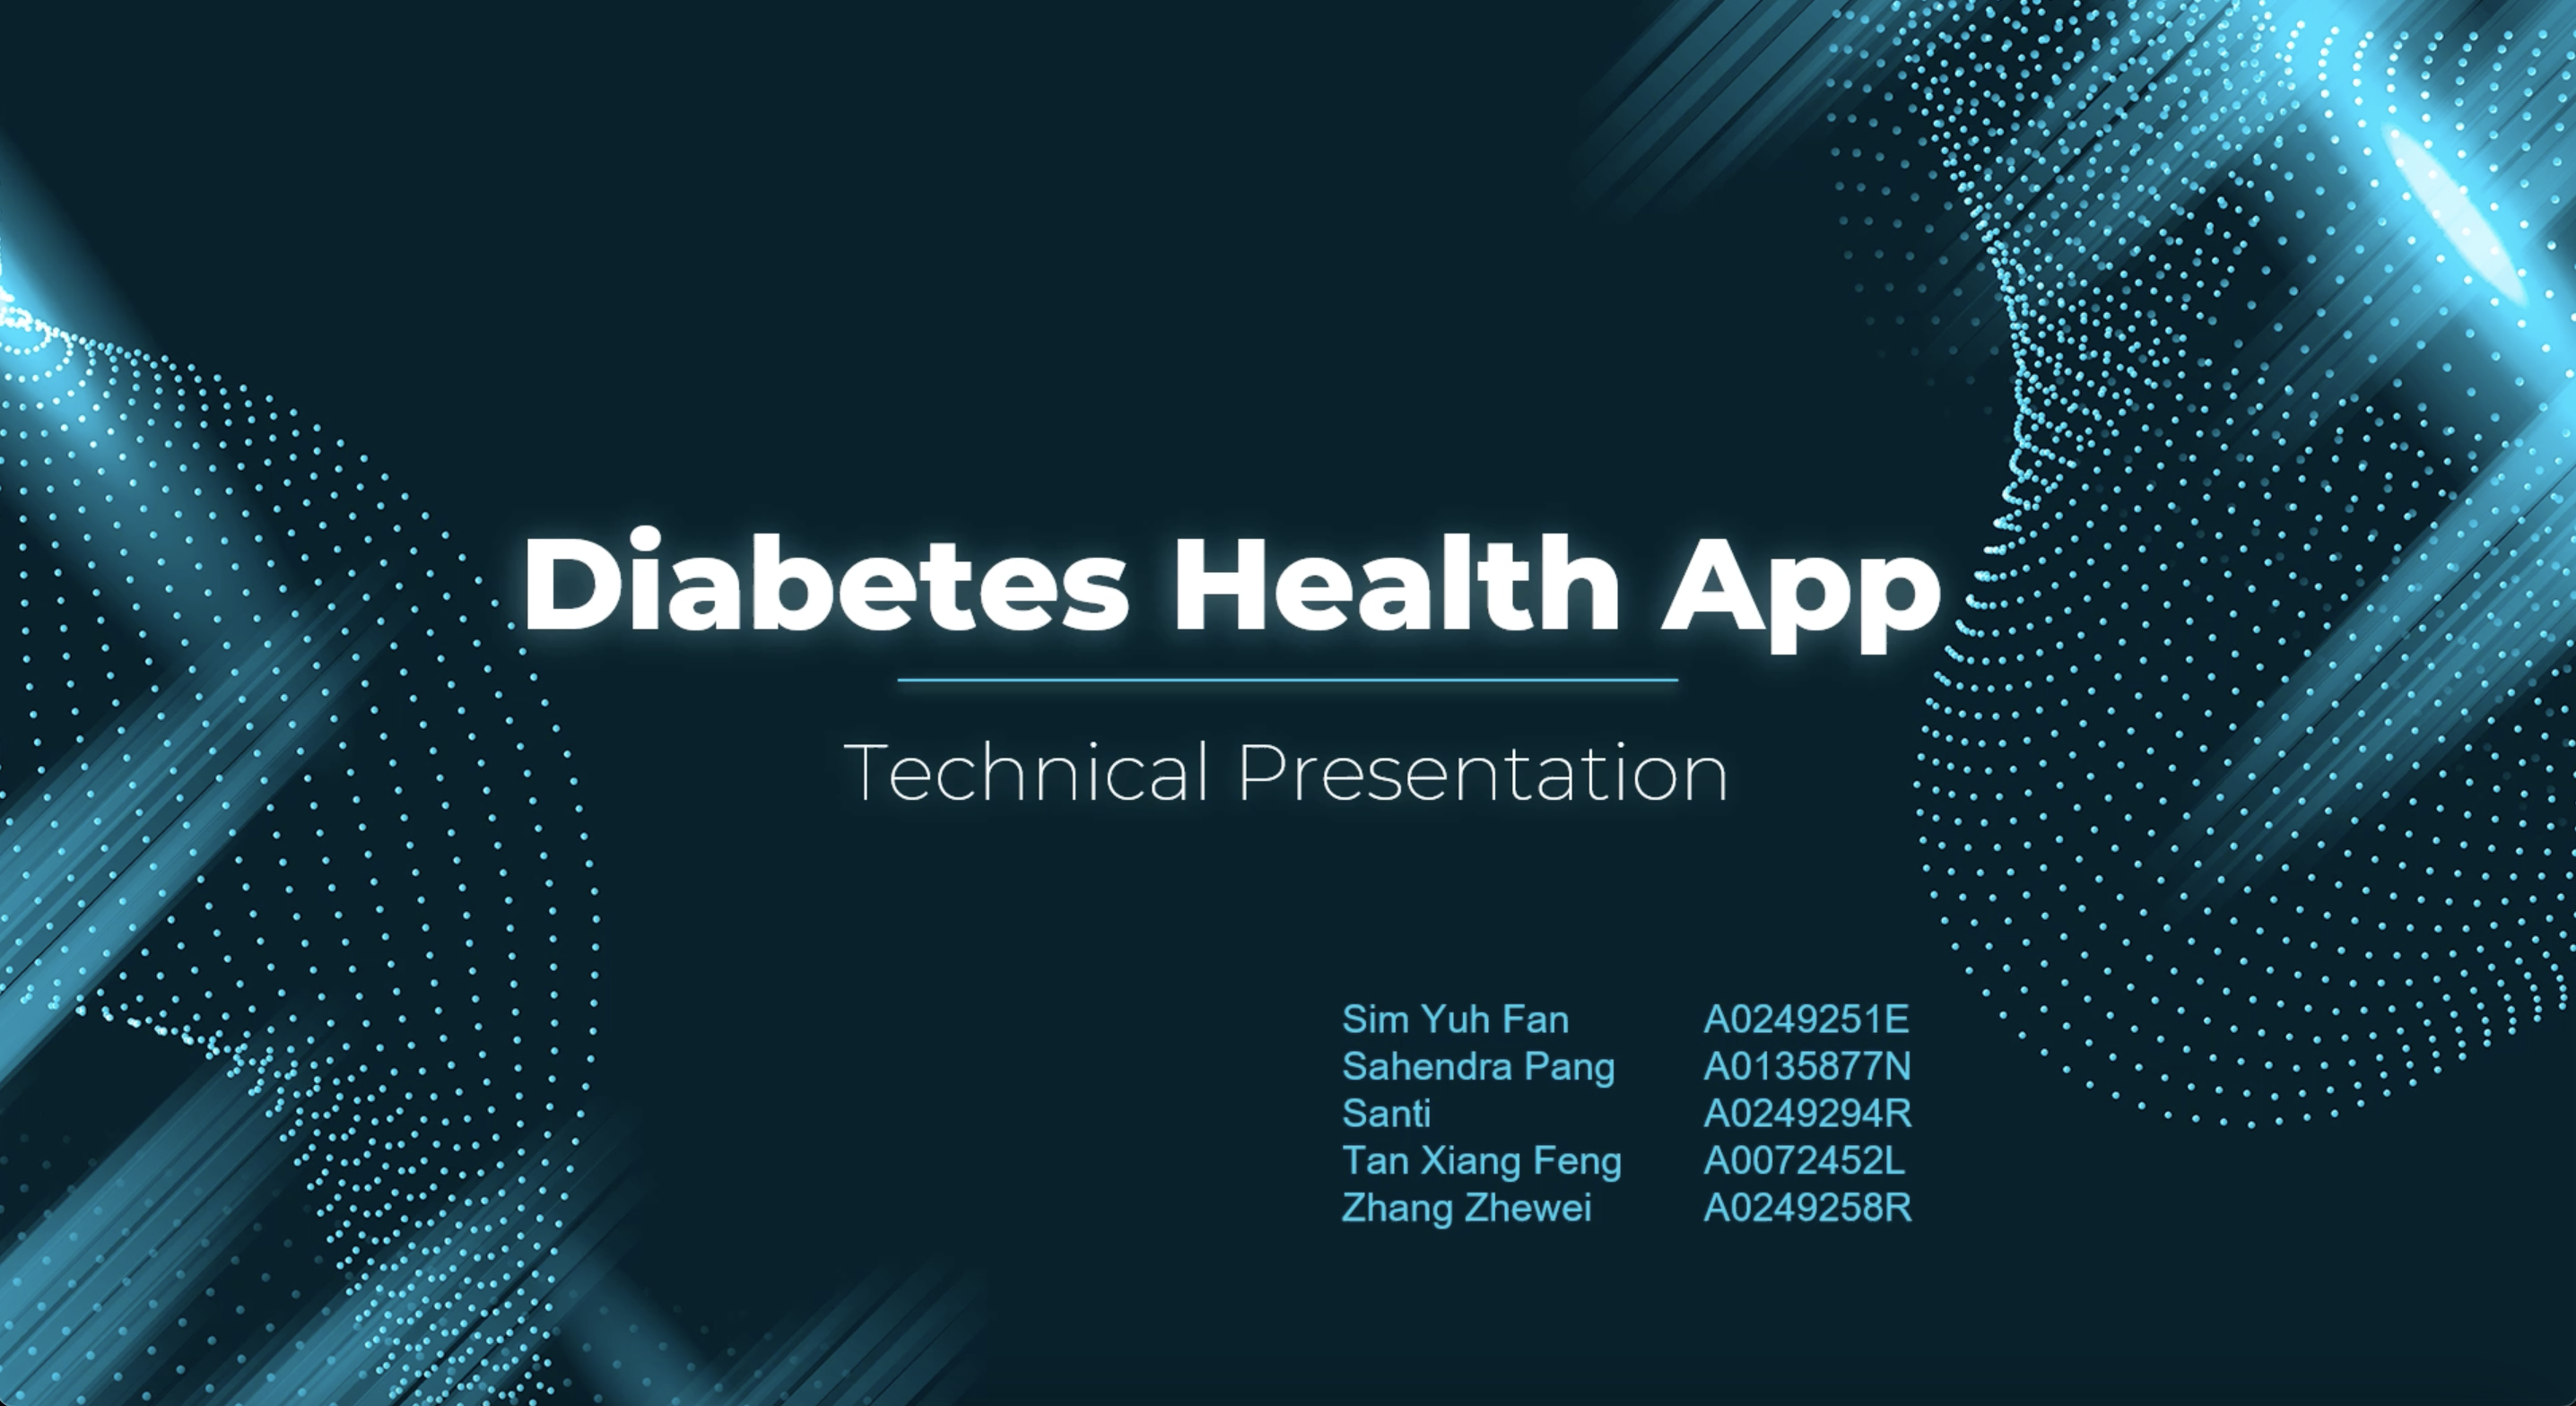 Diabetes Health App
Technical Presentation
Sim Yuh Fan A0249251E
Sahendra Pang A0135877N
Santi A0249294R
Tan Xiang Feng A0072452L
Zhang Zhewei A0249258R